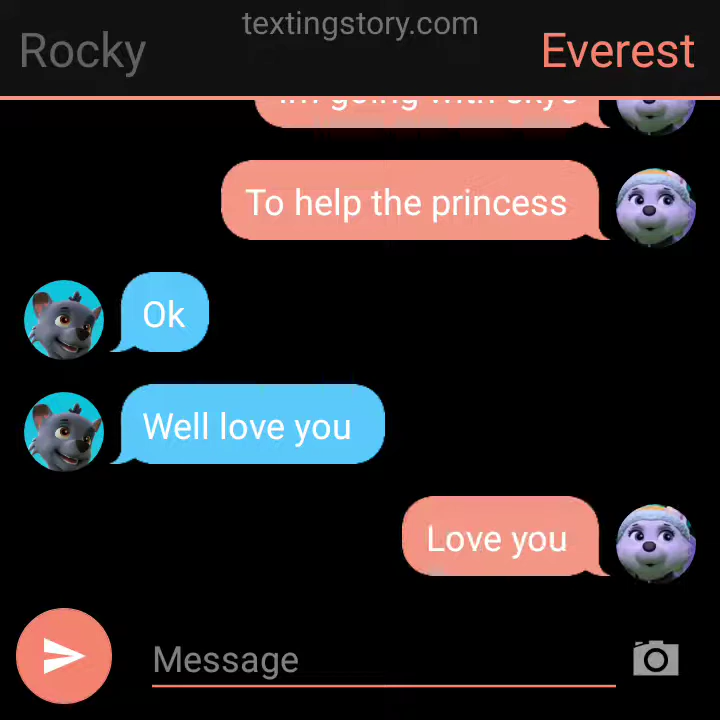 textingstory.com
Rocky
Everest
To help the princess
Ok
Well love you
Love you
Message